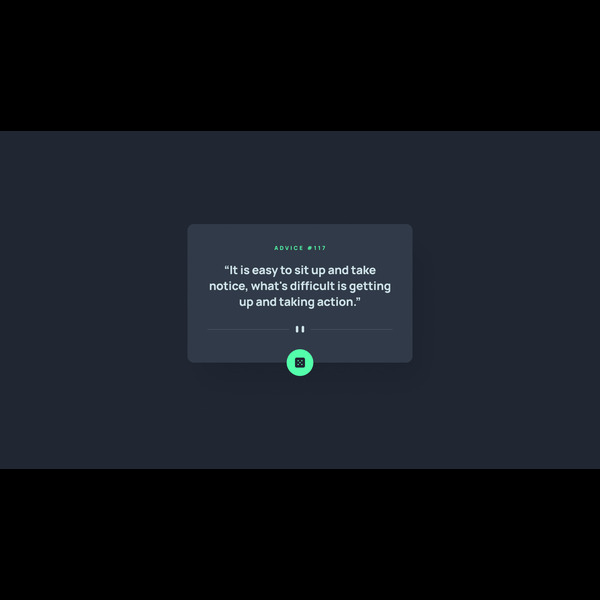 ADVICE #117
“It is easy to sit up and take
notice, what's difficult is getting
up and taking action.”